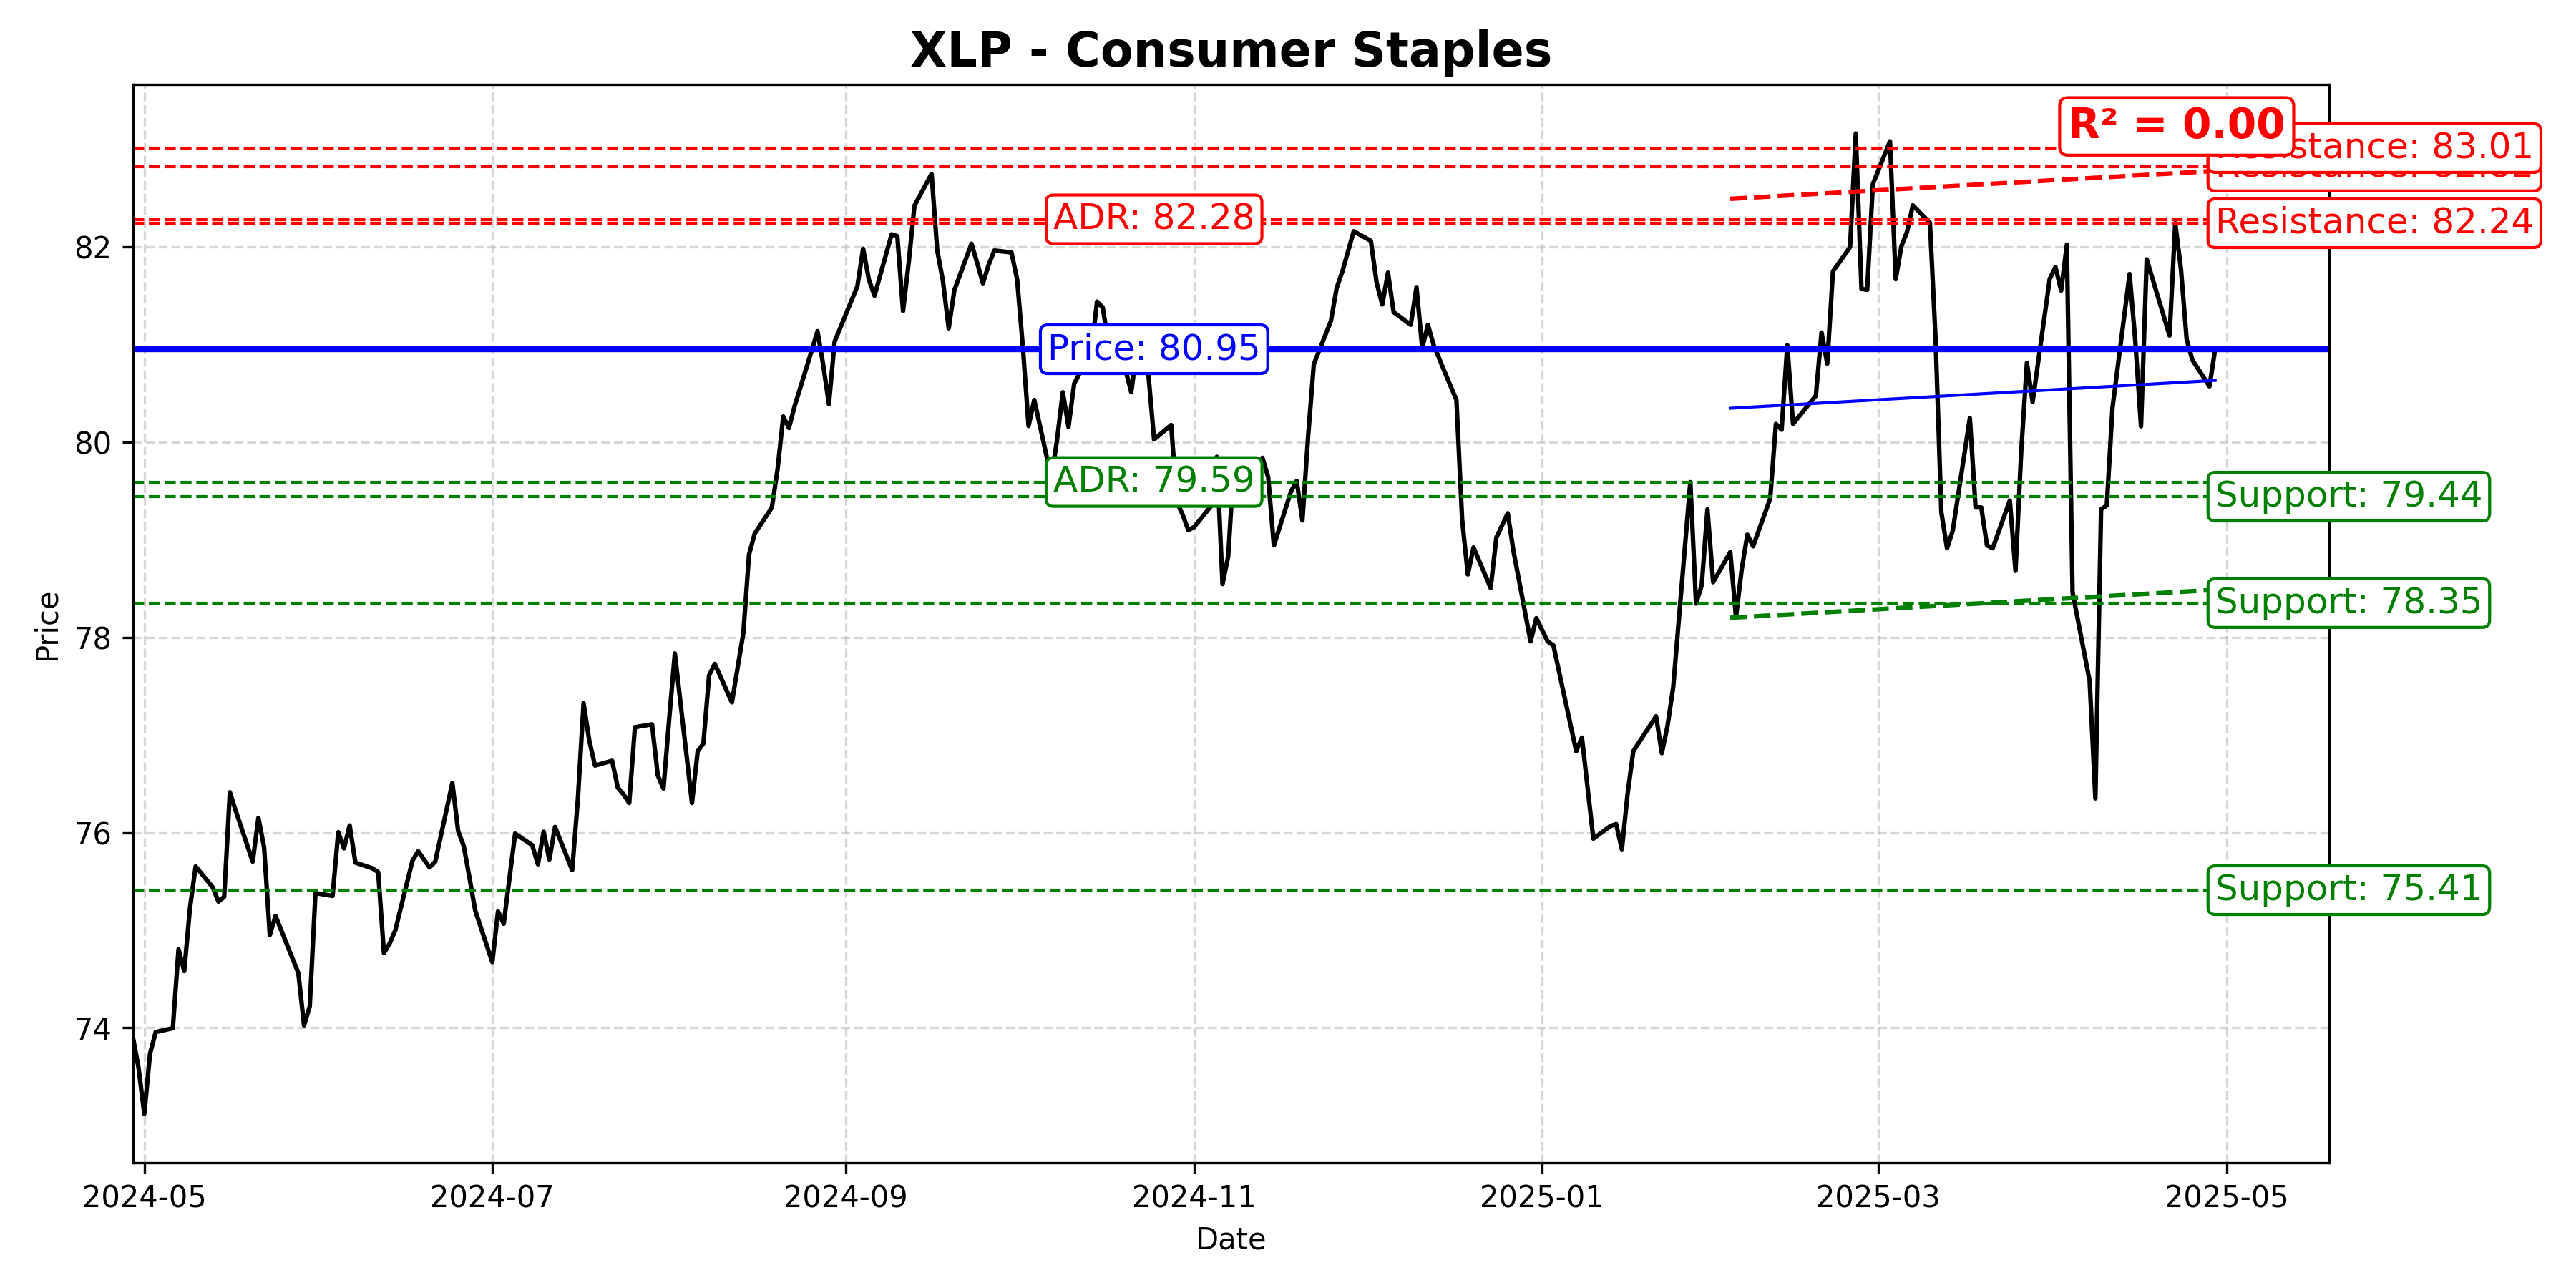 XLP - Consumer Staples
R² = 0.00
Resistance: 83.01
ADR: 82.28
Resistance: 82.24
Price: 80.95
ADR: 79.59
Support: 79.44
Support: 78.35
Support: 75.41
82
80
78
76
74
Price
2024-05
2024-07
2024-09
2024-11
2025-01
2025-03
2025-05
Date